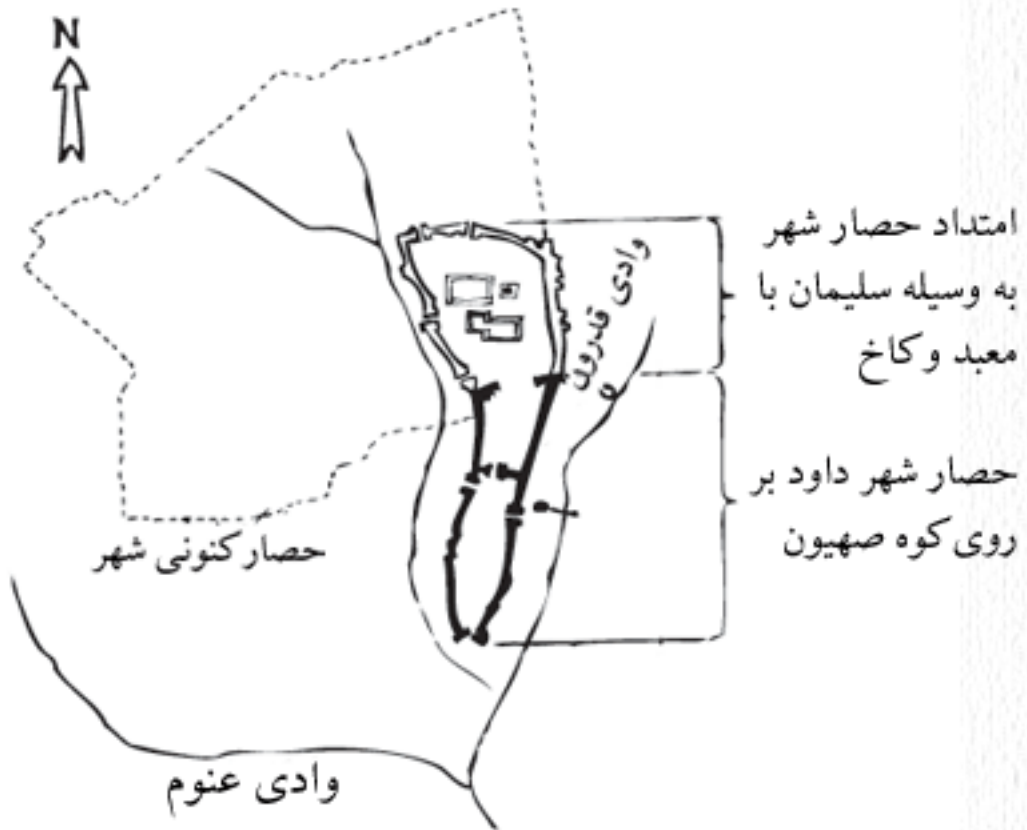 N
امتداد حصار شهر
به وسیله سلیمان با
معبد و کاخ
وادی قدرون
حصار شهر داود بر
روی کوه صهیون
حصار کنونی شهر
وادی عنوم